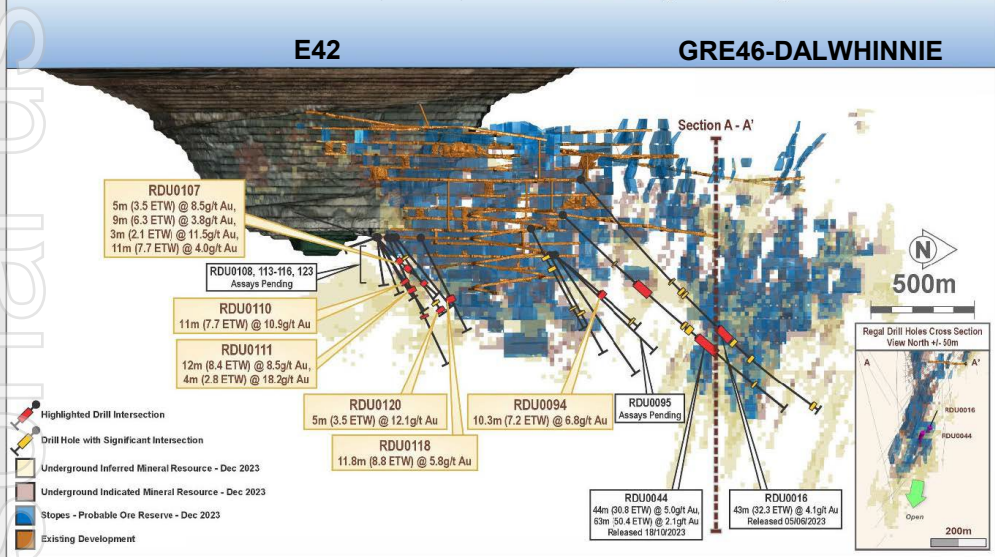 E42
GRE46-DALWHINNIE
Section A - A'
RDU0107
5m (3.5 ETW) @ 8.5g/t Au,
9m (6.3 ETW) @ 3.8g/t Au,
3m (2.1 ETW) @ 11.5g/t Au,
11m (7.7 ETW) @ 4.0g/t Au
RDU0108, 113-116, 123
Assays Pending
RDU0110
11m (7.7 ETW) @ 10.9g/t Au
RDU0111
12m (8.4 ETW) @ 8.5g/t Au,
4m (2.8 ETW) @ 18.2g/t Au
RDU0120
5m (3.5 ETW) @ 12.1g/t Au
RDU0118
11.8m (8.8 ETW) @ 5.8g/t Au
RDU0094
10.3m (7.2 ETW) @ 6.8g/t Au
RDU0095
Assays Pending
RDU0044
44m (30.8 ETW) @ 5.0g/t Au,
63m (50.4 ETW) @ 2.1g/t Au
Released 18/10/2023
RDU0016
43m (32.3 ETW) @ 4.1g/t Au
Released 05/06/2023
N
500m
Regal Drill Holes Cross Section
View North +/- 50m
A
A'
RDU0016
RDU0044
Open
200m
Highlighted Drill Intersection
Drill Hole with Significant Intersection
Underground Inferred Mineral Resource - Dec 2023
Underground Indicated Mineral Resource - Dec 2023
Stopes - Probable Ore Reserve - Dec 2023
Existing Development